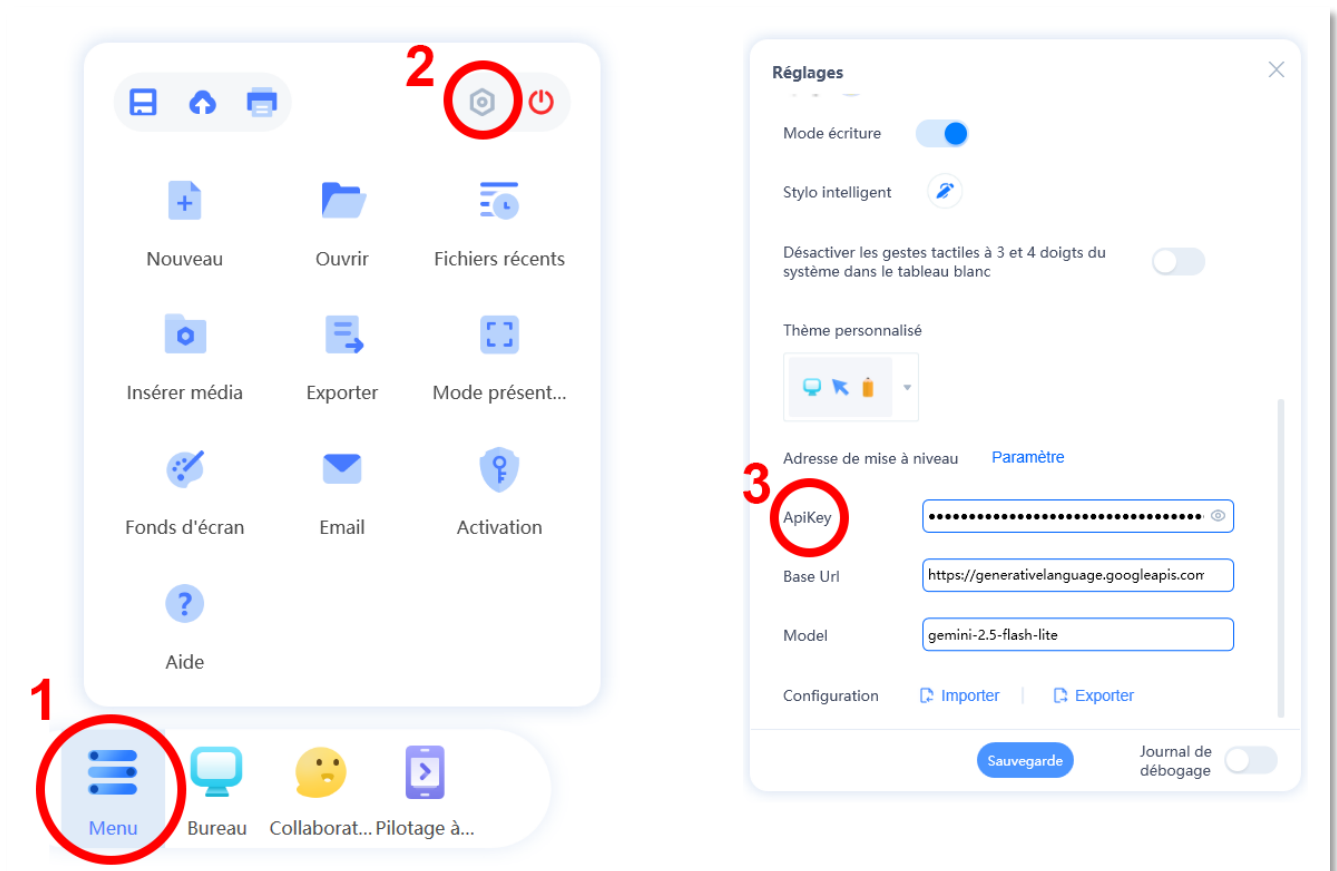 2
Nouveau
Ouvrir
Fichiers récents
Insérer média
Exporter
Mode présent...
Fonds d'écran
Email
Activation
?
Aide
1
Menu
Bureau
Collaborat...
Pilotage à...
Réglages
Mode écriture
Stylo intelligent
Désactiver les gestes tactiles à 3 et 4 doigts du
système dans le tableau blanc
Thème personnalisé
Adresse de mise à niveau Paramètre
3
ApiKey
Base Url https://generativelanguage.googleapis.com
Model gemini-2.5-flash-lite
Configuration Importer Exporter
Sauvegarde
Journal de
débogage